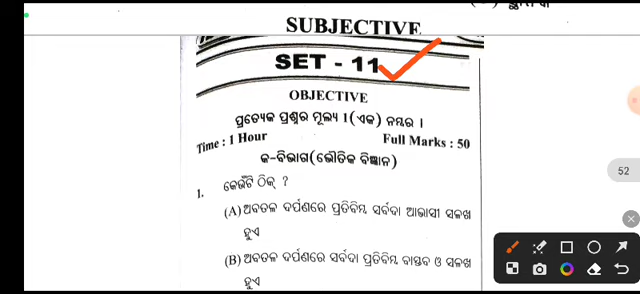 SUBJECTIVE
SET - 11
OBJECTIVE
ପ୍ରତ୍ୟେକ ପ୍ରଶ୍ନର ମୂଲ୍ୟ 1 (ଏକ) ନମ୍ବର ।
Time : 1 Hour Full Marks : 50
କ-ବିଭାଗ (ଭୌତିକ ବିଜ୍ଞାନ)
1. କେଉଁଟି ଠିକ୍ ?
(A) ଅବତଳ ଦର୍ପଣରେ ପ୍ରତିବିମ୍ବ ସର୍ବଦା ଆଭାସୀ ସଳଖ
ହୁଏ
(B) ଅବତଳ ଦର୍ପଣରେ ସର୍ବଦା ପ୍ରତିବିମ୍ବ ବାସ୍ତବ ଓ ସଳଖ
ହୁଏ
52